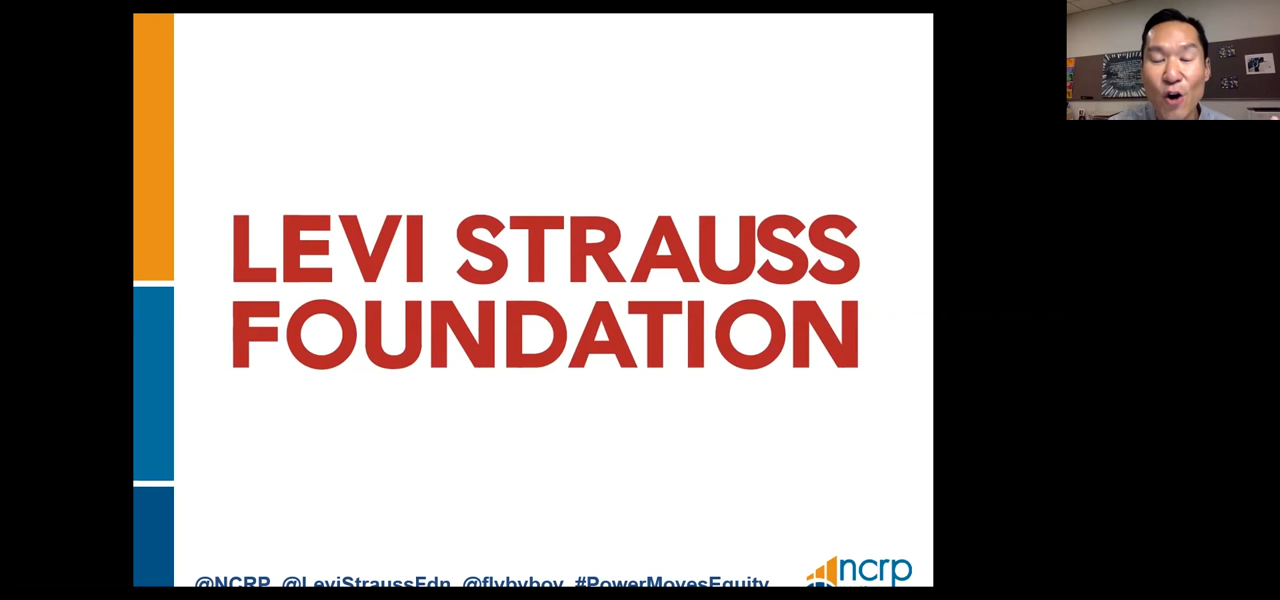 LEVI STRAUSS
FOUNDATION
@NCRP @LeviStraussFdn @flybyboy #PowerMovesEquity
ncrp